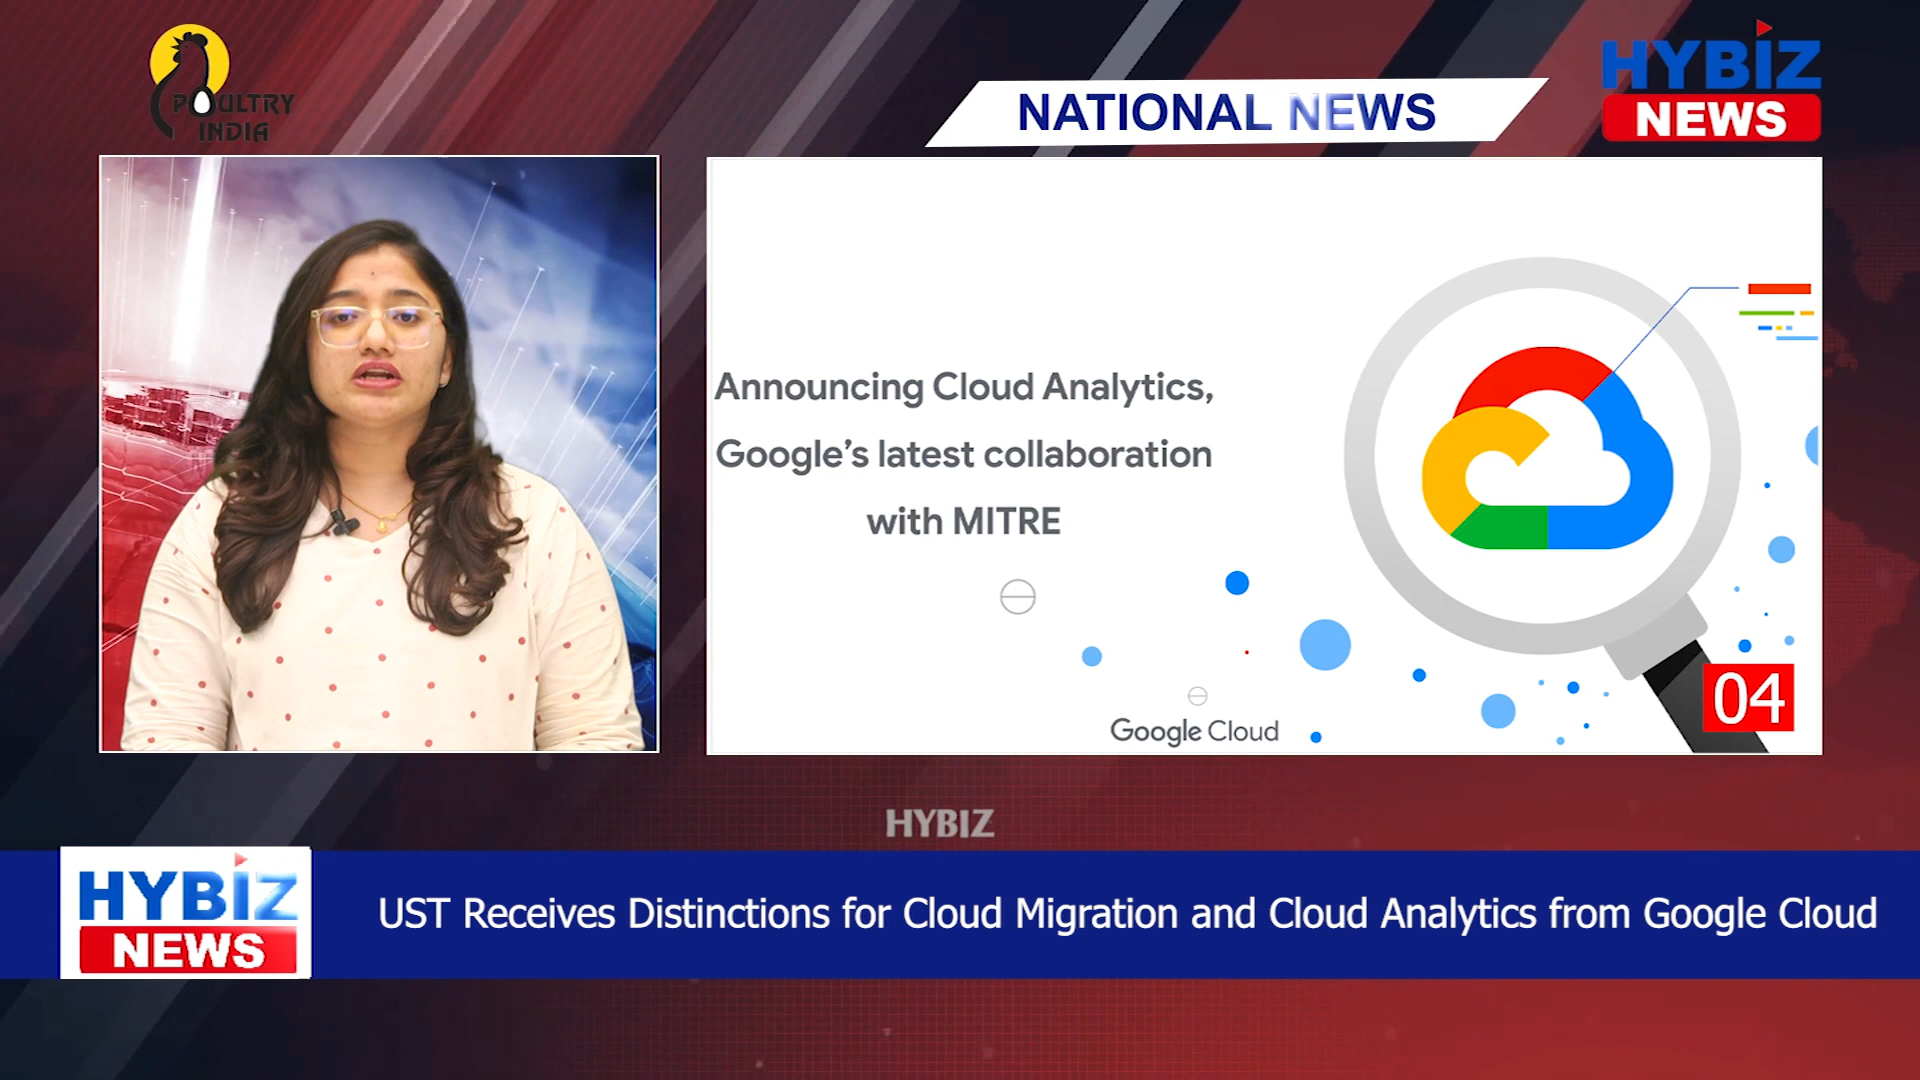 POULTRY
INDIA
NATIONAL NEWS
HYBIZ
NEWS
Announcing Cloud Analytics,
Google’s latest collaboration
with MITRE
Google Cloud
04
HYBIZ
HYBIZ
NEWS
UST Receives Distinctions for Cloud Migration and Cloud Analytics from Google Cloud